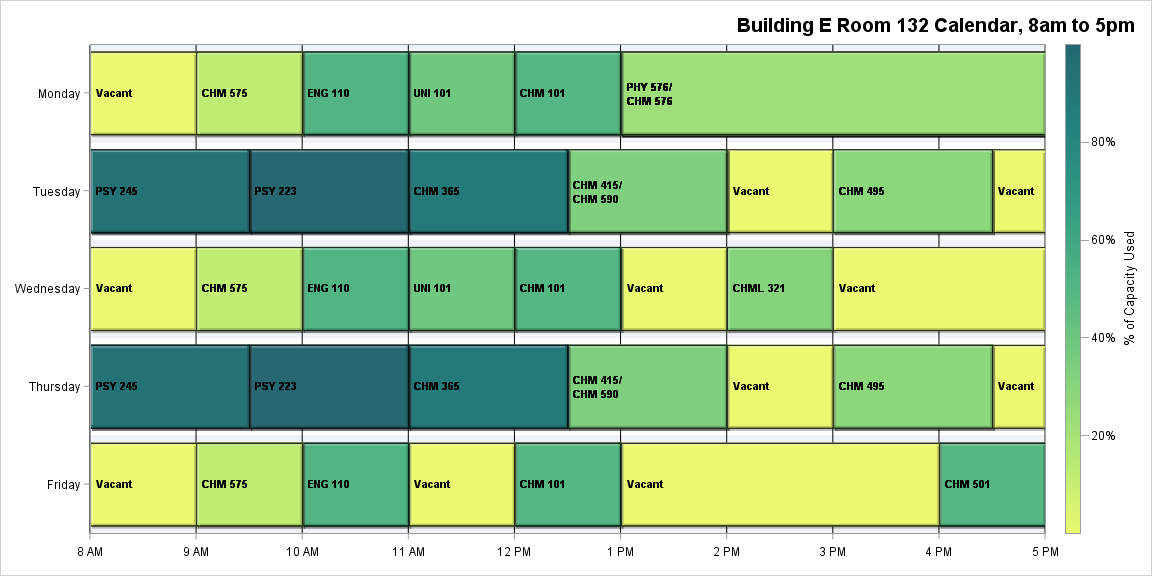 Building E Room 132 Calendar, 8am to 5pm
Monday
Vacant
CHM 575
ENG 110
UNI 101
CHM 101
PHY 576/
CHM 576
Tuesday
PSY 245
PSY 223
CHM 365
CHM 415/
CHM 590
Vacant
CHM 495
Vacant
Wednesday
Vacant
CHM 575
ENG 110
UNI 101
CHM 101
Vacant
CHML 321
Vacant
Thursday
PSY 245
PSY 223
CHM 365
CHM 415/
CHM 590
Vacant
CHM 495
Vacant
Friday
Vacant
CHM 575
ENG 110
Vacant
CHM 101
Vacant
CHM 501
8 AM
9 AM
10 AM
11 AM
12 PM
1 PM
2 PM
3 PM
4 PM
5 PM
80%
60%
40%
20%
% of Capacity Used